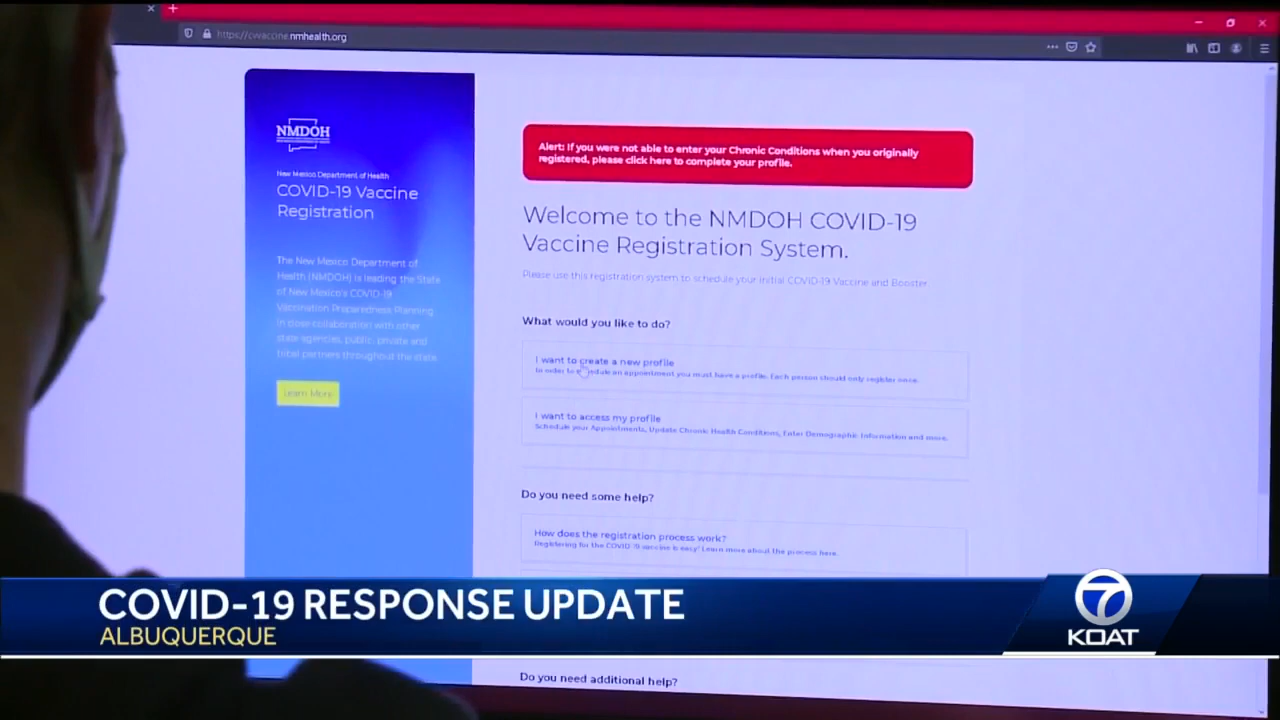 https://cvvaccine.nmhealth.org
NMDOH
New Mexico Department of Health
COVID-19 Vaccine
Registration
The New Mexico Department of
Health (NMDOH) is leading the State
of New Mexico's COVID-19
Vaccination Preparedness Planning
in close collaboration with other
state agencies, public, private and
tribal partners throughout the state.
Learn More
Alert: If you were not able to enter your Chronic Conditions when you originally
registered, please click here to complete your profile.
Welcome to the NMDOH COVID-19
Vaccine Registration System.
Please use this registration system to schedule your initial COVID-19 Vaccine and Booster.
What would you like to do?
I want to create a new profile
In order to schedule an appointment you must have a profile. Each person should only register once.
I want to access my profile
Schedule your Appointments, Update Chronic Health Conditions, Enter Demographic Information and more.
Do you need some help?
How does the registration process work?
Registering for the COVID-19 vaccine is easy! Learn more about the process here.
COVID-19 RESPONSE UPDATE
ALBUQUERQUE
7
KOAT
Do you need additional help?